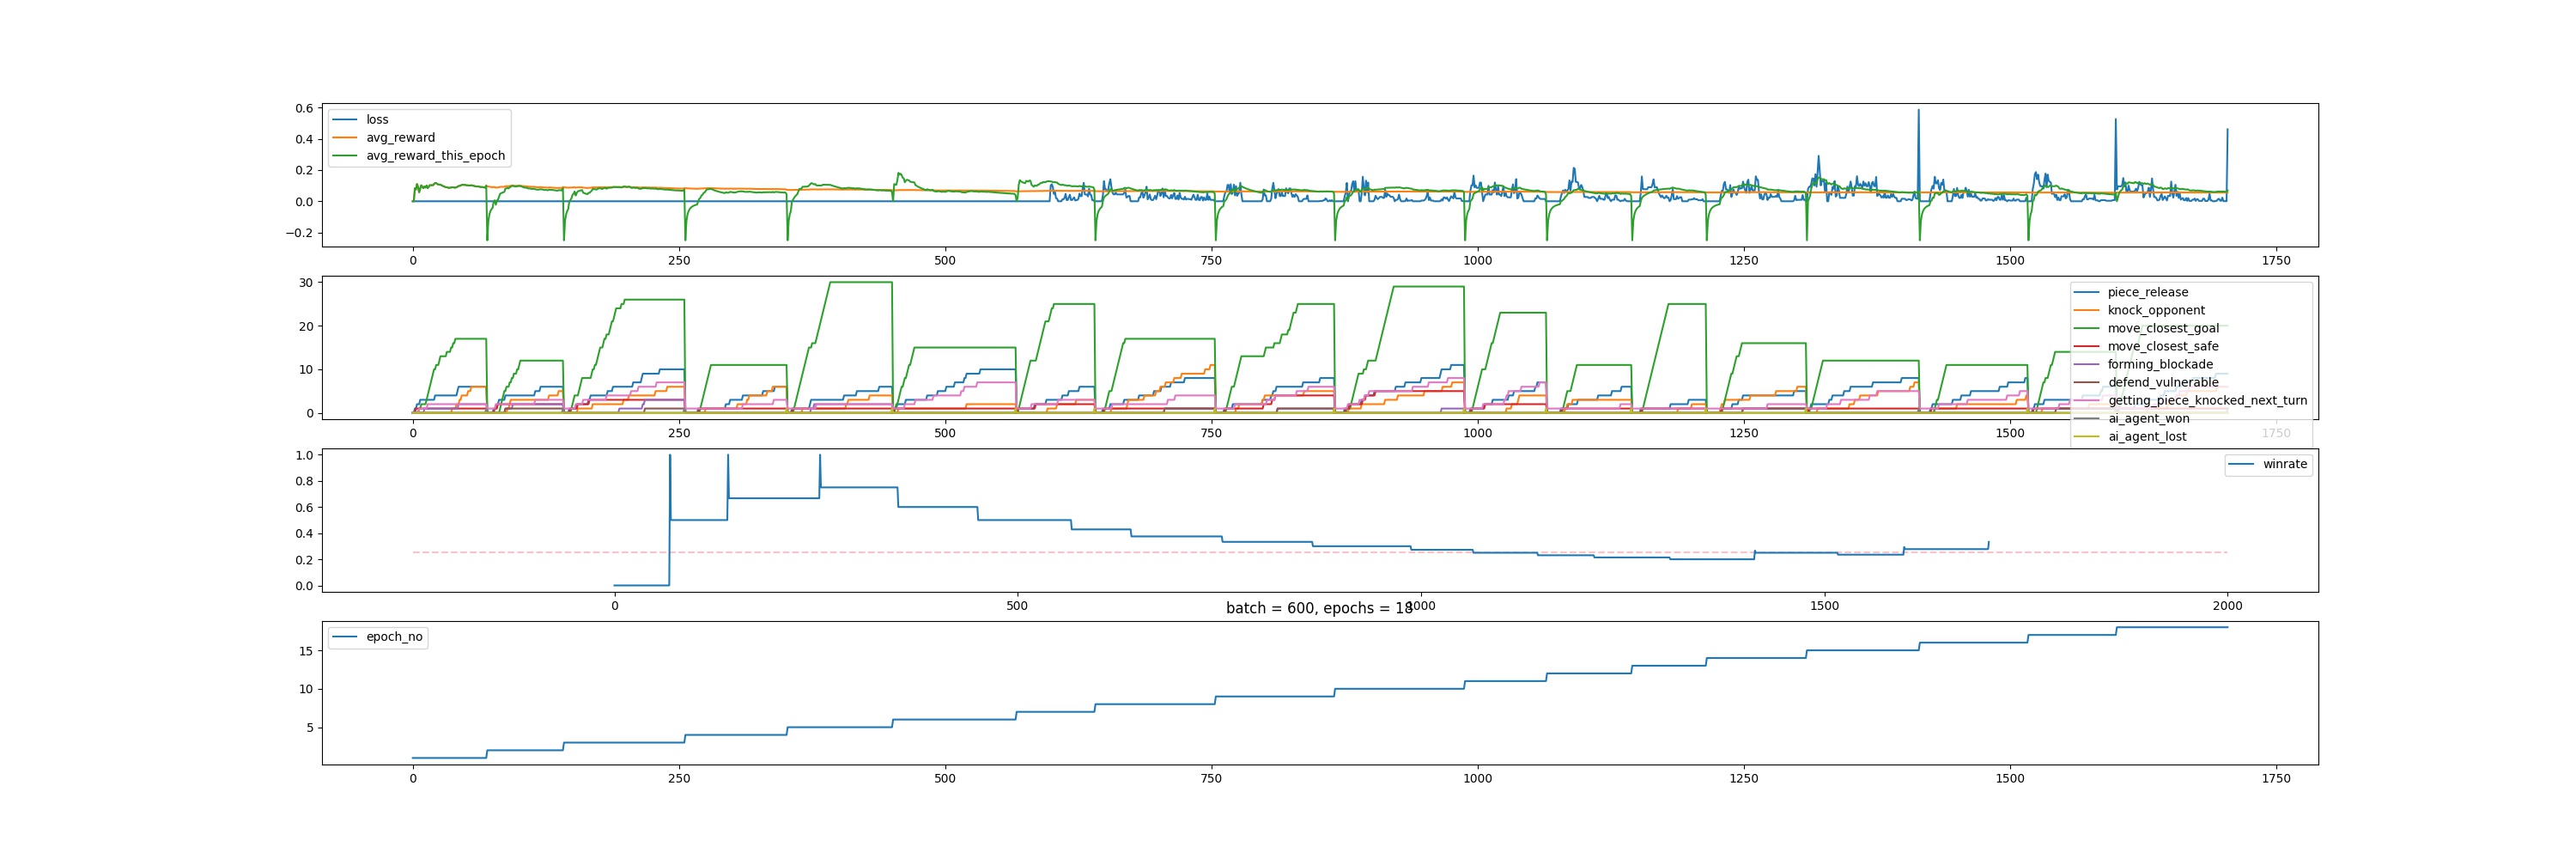 0.6
0.4
0.2
0.0
−0.2
loss
avg_reward
avg_reward_this_epoch
0 250 500 750 1000 1250 1500 1750
30
20
10
0
piece_release
knock_opponent
move_closest_goal
move_closest_safe
forming_blockade
defend_vulnerable
getting_piece_knocked_next_turn
ai_agent_won
ai_agent_lost
0 250 500 750 1000 1250 1500 1750
1.0
0.8
0.6
0.4
0.2
0.0
winrate
0 500 1000 1500 2000
batch = 600, epochs = 18
epoch_no
15
10
5
0 250 500 750 1000 1250 1500 1750